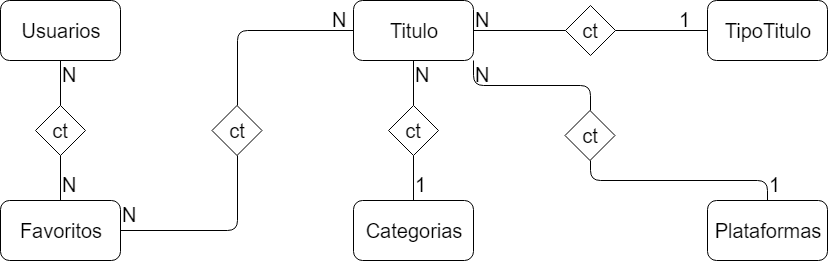 Usuarios
N
Titulo
N
ct
1
TipoTitulo
N
N
N
ct
ct
ct
ct
N
N
1
1
Favoritos
Categorias
Plataformas